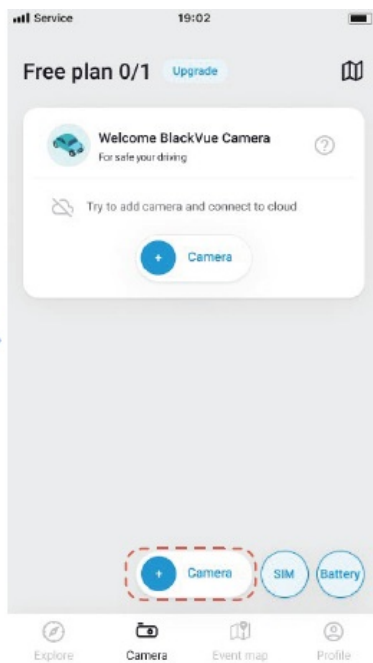 Service 19:02
Free plan 0/1 Upgrade
Welcome BlackVue Camera
For safe your driving
?
Try to add camera and connect to cloud
+ Camera
+ Camera SIM Battery
Explore Camera Event map Profile